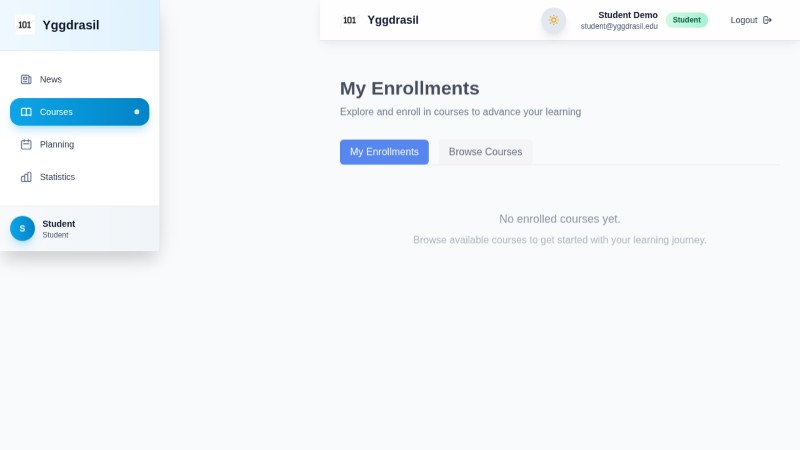 101 Yggdrasil
News
Courses
Planning
Statistics
S
Student
Student
101 Yggdrasil
Student Demo
student@yggdrasil.edu
Student
Logout
My Enrollments
Explore and enroll in courses to advance your learning
My Enrollments
Browse Courses
No enrolled courses yet.
Browse available courses to get started with your learning journey.